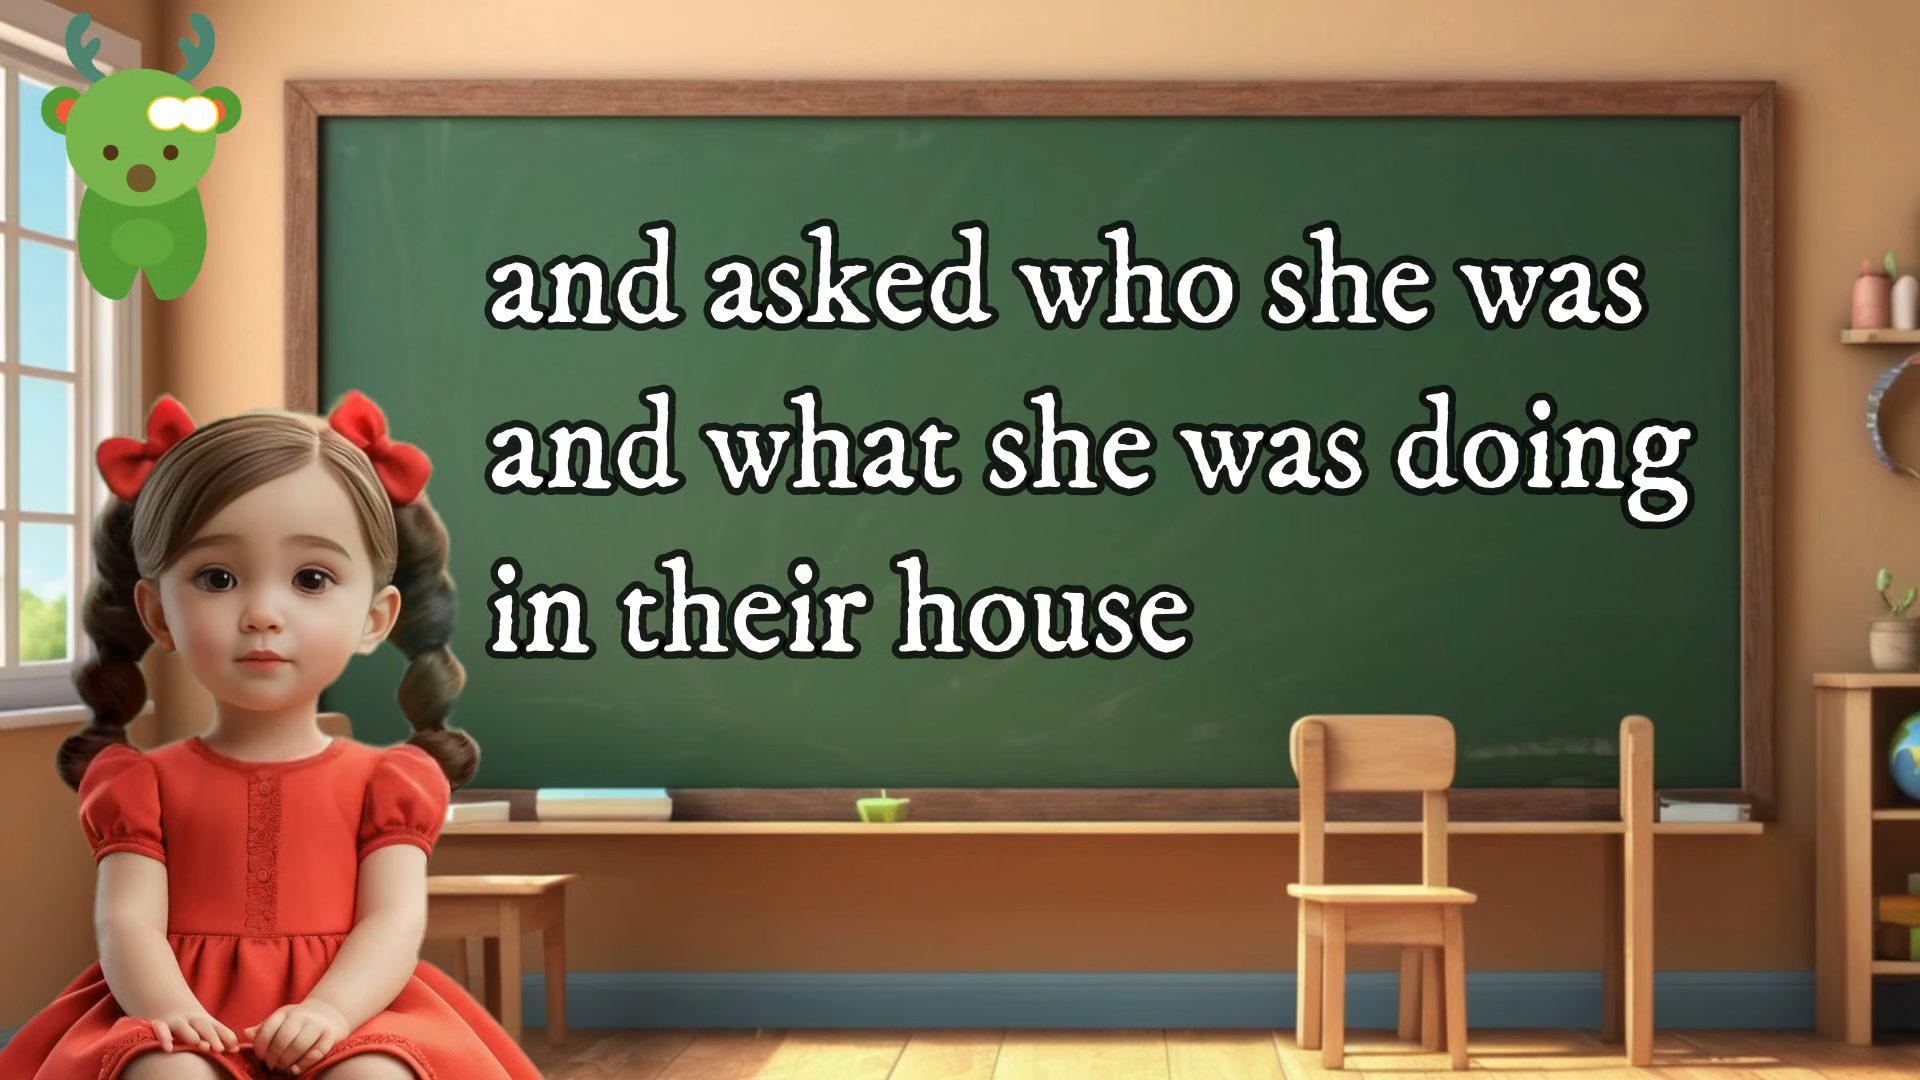 and asked who she was
and what she was doing
in their house